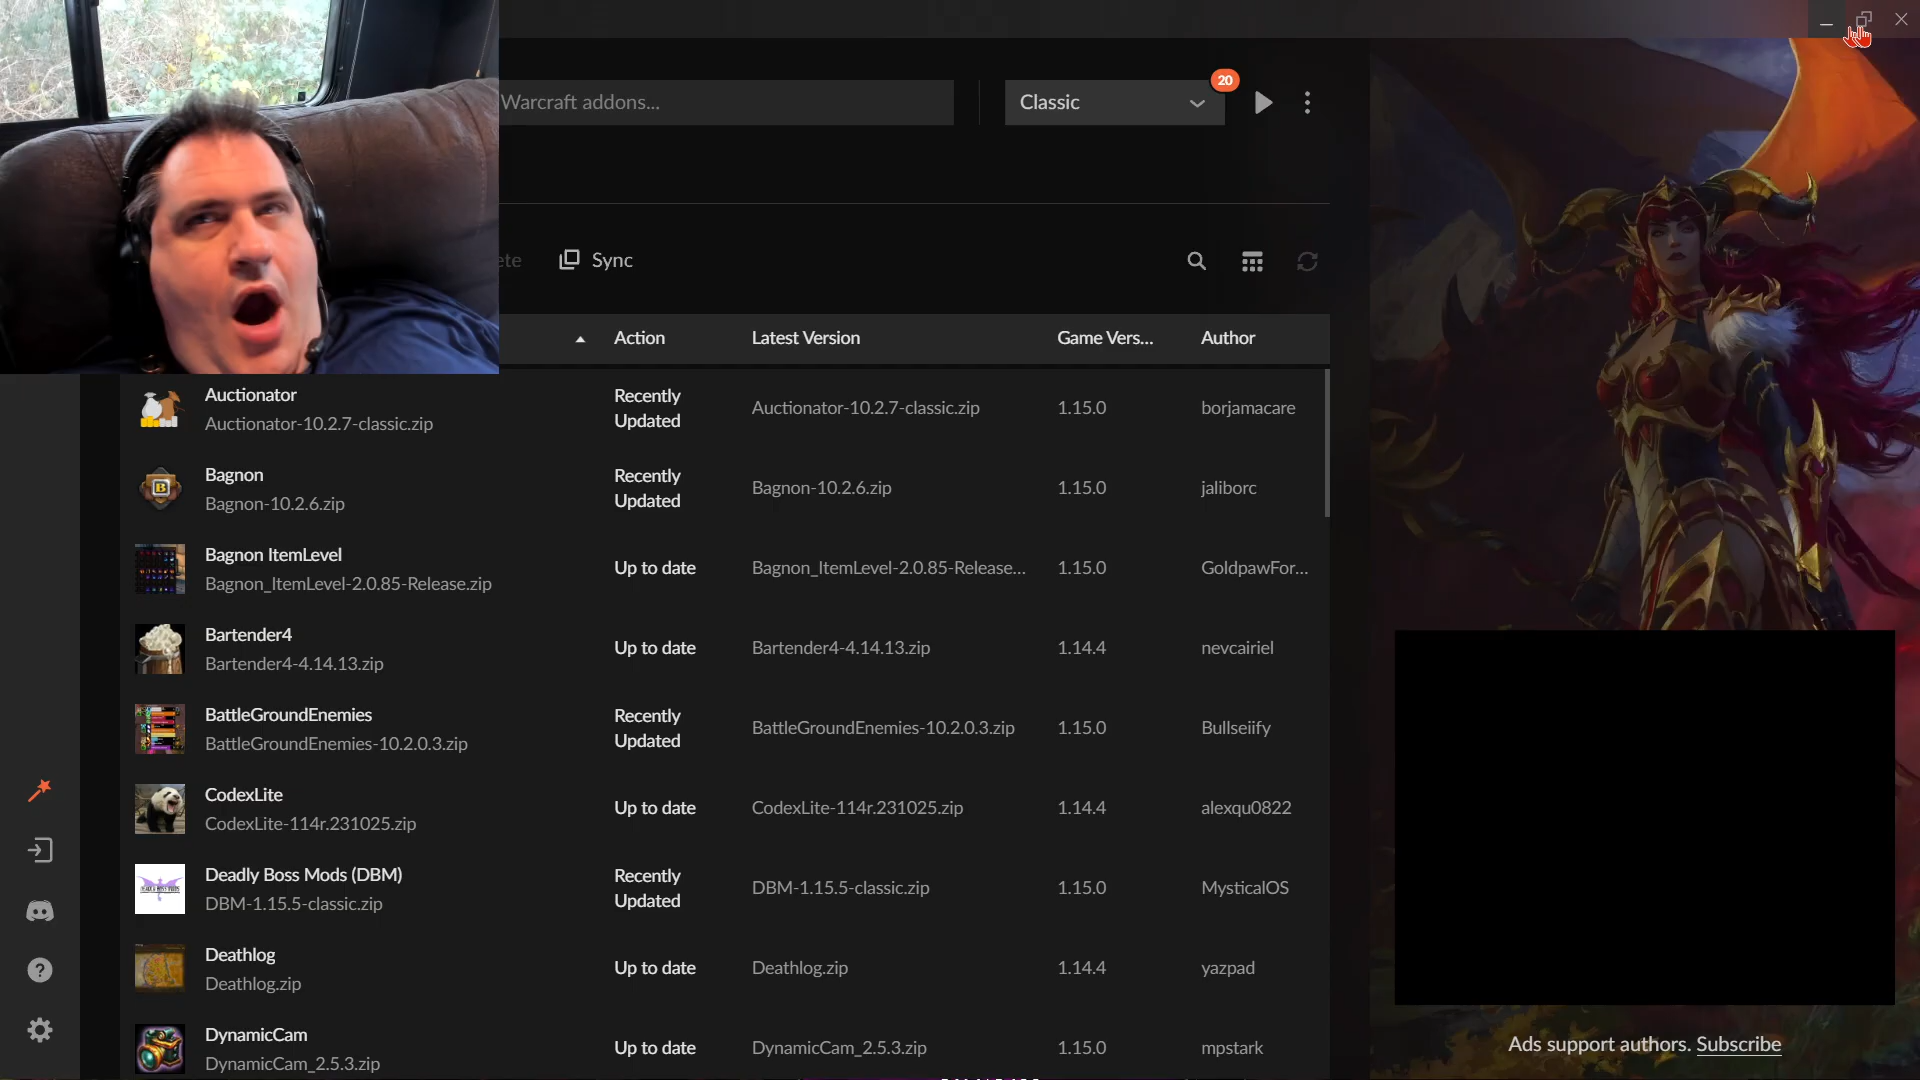 Warcraft addons...
Classic
20
ete
Sync
Action
Latest Version
Game Vers...
Author
Auctionator
Auctionator-10.2.7-classic.zip
Recently
Updated
Auctionator-10.2.7-classic.zip
1.15.0
borjamacare
Bagnon
Bagnon-10.2.6.zip
Recently
Updated
Bagnon-10.2.6.zip
1.15.0
jaliborc
Bagnon ItemLevel
Bagnon_ItemLevel-2.0.85-Release.zip
Up to date
Bagnon_ItemLevel-2.0.85-Release...
1.15.0
GoldpawFor...
Bartender4
Bartender4-4.14.13.zip
Up to date
Bartender4-4.14.13.zip
1.14.4
nevcairiel
BattleGroundEnemies
BattleGroundEnemies-10.2.0.3.zip
Recently
Updated
BattleGroundEnemies-10.2.0.3.zip
1.15.0
Bullseiify
CodexLite
CodexLite-114r.231025.zip
Up to date
CodexLite-114r.231025.zip
1.14.4
alexqu0822
Deadly Boss Mods (DBM)
DBM-1.15.5-classic.zip
Recently
Updated
DBM-1.15.5-classic.zip
1.15.0
MysticalOS
Deathlog
Deathlog.zip
Up to date
Deathlog.zip
1.14.4
yazpad
DynamicCam
DynamicCam_2.5.3.zip
Up to date
DynamicCam_2.5.3.zip
1.15.0
mpstark
Ads support authors. Subscribe